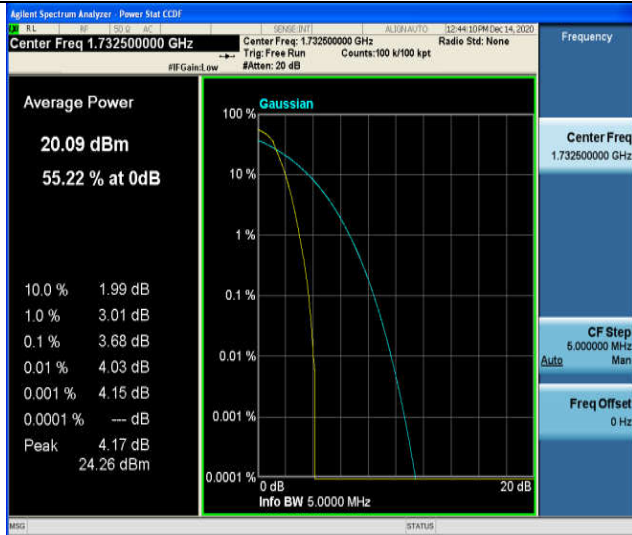 Agilent Spectrum Analyzer - Power Stat CCDF
RL RF 50 Ω AC SENSE:INT ALIGNAUTO 12:44:10 PM Dec 14, 2020
Center Freq 1.732500000 GHz
Center Freq: 1.732500000 GHz
Radio Std: None
Trig: Free Run
Counts:100 k/100 kpt
#IFGain:Low
#Atten: 20 dB
Frequency
Average Power
20.09 dBm
55.22 % at 0dB
10.0 % 1.99 dB
1.0 % 3.01 dB
0.1 % 3.68 dB
0.01 % 4.03 dB
0.001 % 4.15 dB
0.0001 % --- dB
Peak 4.17 dB
24.26 dBm
Gaussian
100 %
10 %
1 %
0.1 %
0.01 %
0.001 %
0.0001 %
0 dB
20 dB
Info BW 5.0000 MHz
Center Freq
1.732500000 GHz
CF Step
5.000000 MHz
Auto Man
Freq Offset
0 Hz
MSG
STATUS